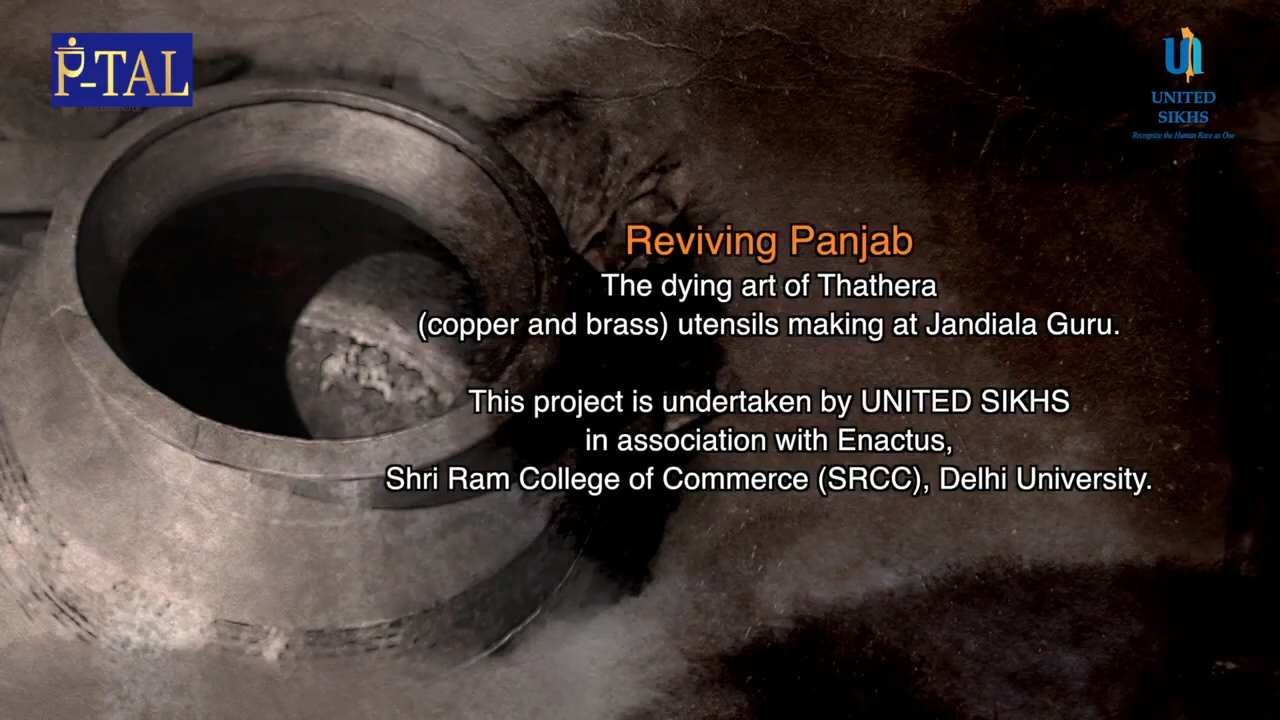 P-TAL
UNITED
SIKHS
Recognize the Human Race as One
Reviving Panjab
The dying art of Thathera
(copper and brass) utensils making at Jandiala Guru.
This project is undertaken by UNITED SIKHS
in association with Enactus,
Shri Ram College of Commerce (SRCC), Delhi University.